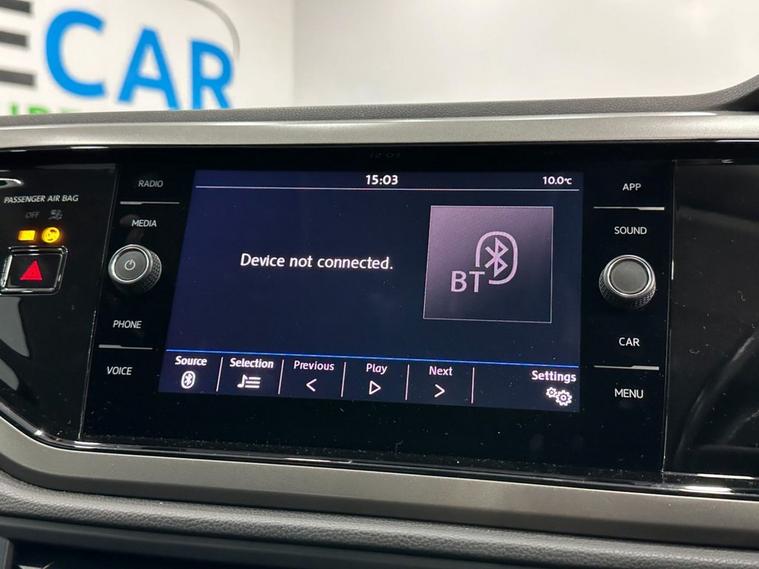 CAR
RADIO
MEDIA
PHONE
VOICE
PASSENGER AIR BAG
OFF
15:03
10.0°C
Device not connected.
BT
Source
Selection
Previous
Play
Next
Settings
APP
SOUND
CAR
MENU